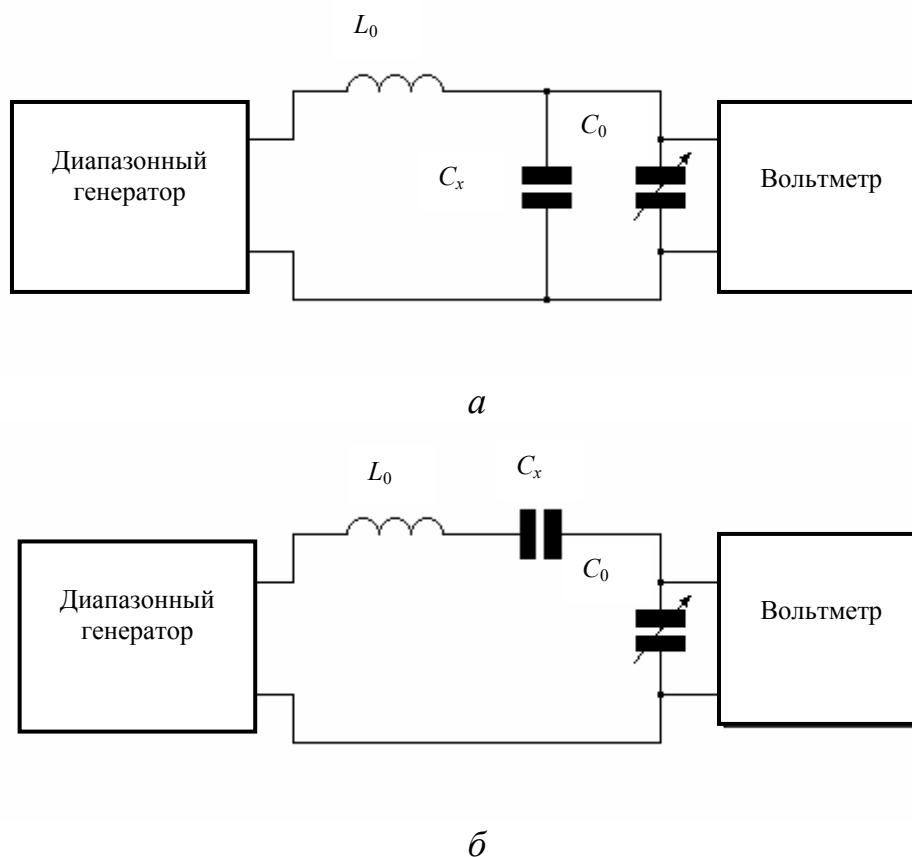 L₀
C₀
Диапазонный
генератор
Cₓ
Вольтметр
а
Cₓ
L₀
C₀
Диапазонный
генератор
Вольтметр
б